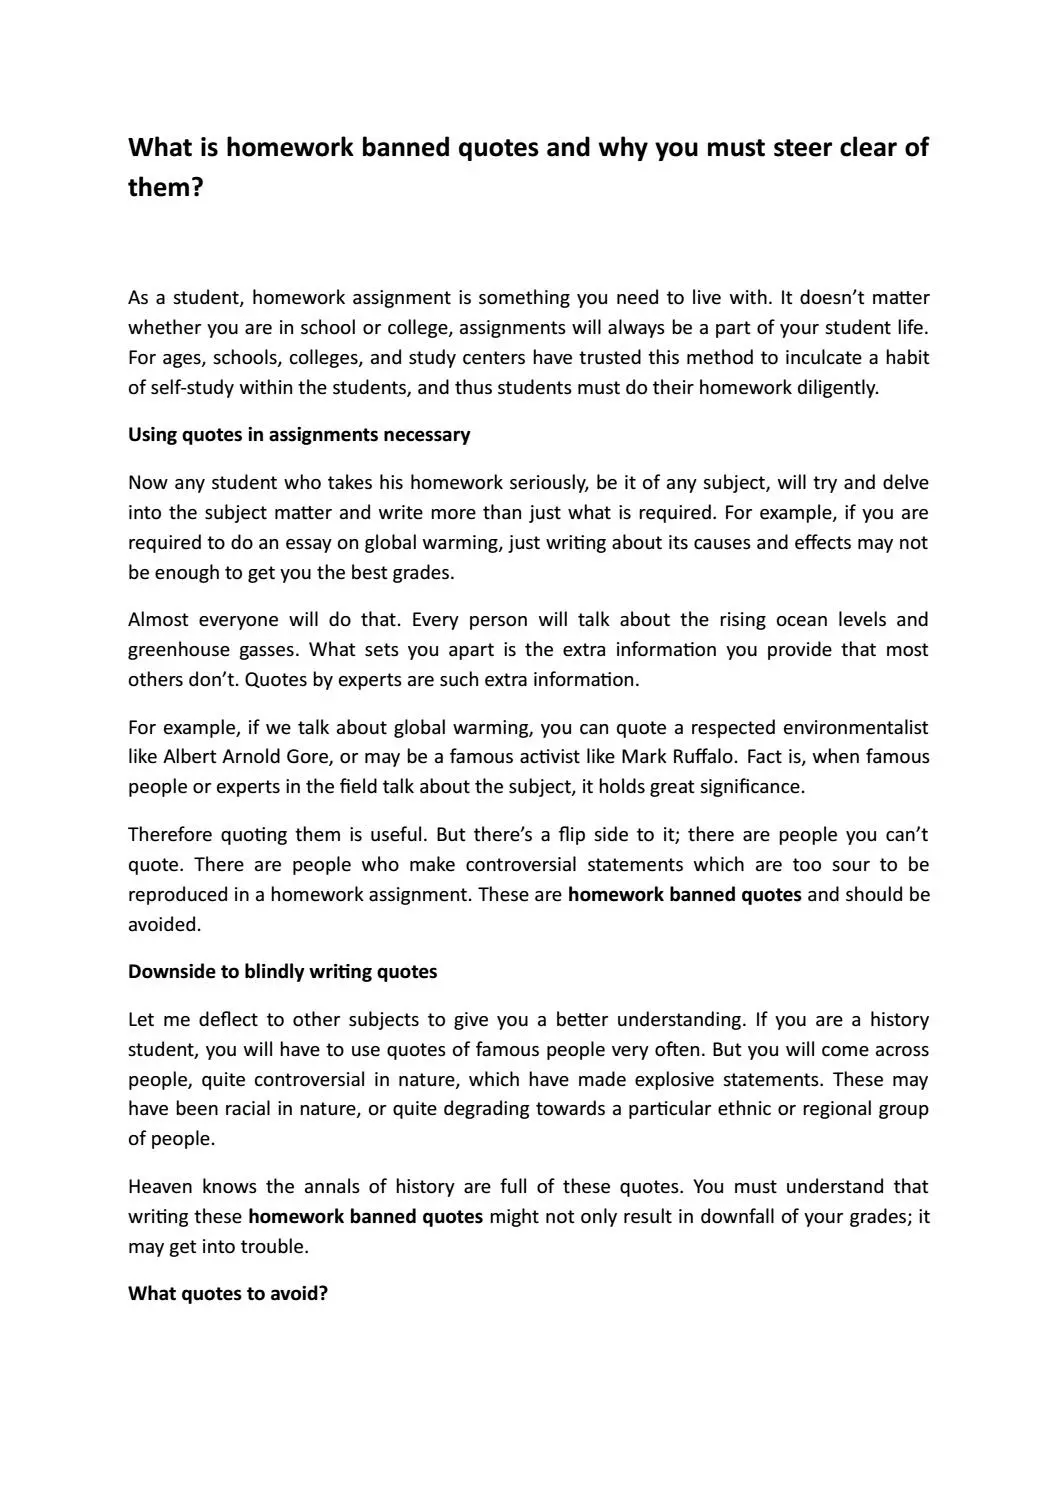 What is homework banned quotes and why you must steer clear of
them?
As a student, homework assignment is something you need to live with. It doesn’t matter
whether you are in school or college, assignments will always be a part of your student life.
For ages, schools, colleges, and study centers have trusted this method to inculcate a habit
of self-study within the students, and thus students must do their homework diligently.
Using quotes in assignments necessary
Now any student who takes his homework seriously, be it of any subject, will try and delve
into the subject matter and write more than just what is required. For example, if you are
required to do an essay on global warming, just writing about its causes and effects may not
be enough to get you the best grades.
Almost everyone will do that. Every person will talk about the rising ocean levels and
greenhouse gasses. What sets you apart is the extra information you provide that most
others don’t. Quotes by experts are such extra information.
For example, if we talk about global warming, you can quote a respected environmentalist
like Albert Arnold Gore, or may be a famous activist like Mark Ruffalo. Fact is, when famous
people or experts in the field talk about the subject, it holds great significance.
Therefore quoting them is useful. But there’s a flip side to it; there are people you can’t
quote. There are people who make controversial statements which are too sour to be
reproduced in a homework assignment. These are homework banned quotes and should be
avoided.
Downside to blindly writing quotes
Let me deflect to other subjects to give you a better understanding. If you are a history
student, you will have to use quotes of famous people very often. But you will come across
people, quite controversial in nature, which have made explosive statements. These may
have been racial in nature, or quite degrading towards a particular ethnic or regional group
of people.
Heaven knows the annals of history are full of these quotes. You must understand that
writing these homework banned quotes might not only result in downfall of your grades; it
may get into trouble.
What quotes to avoid?